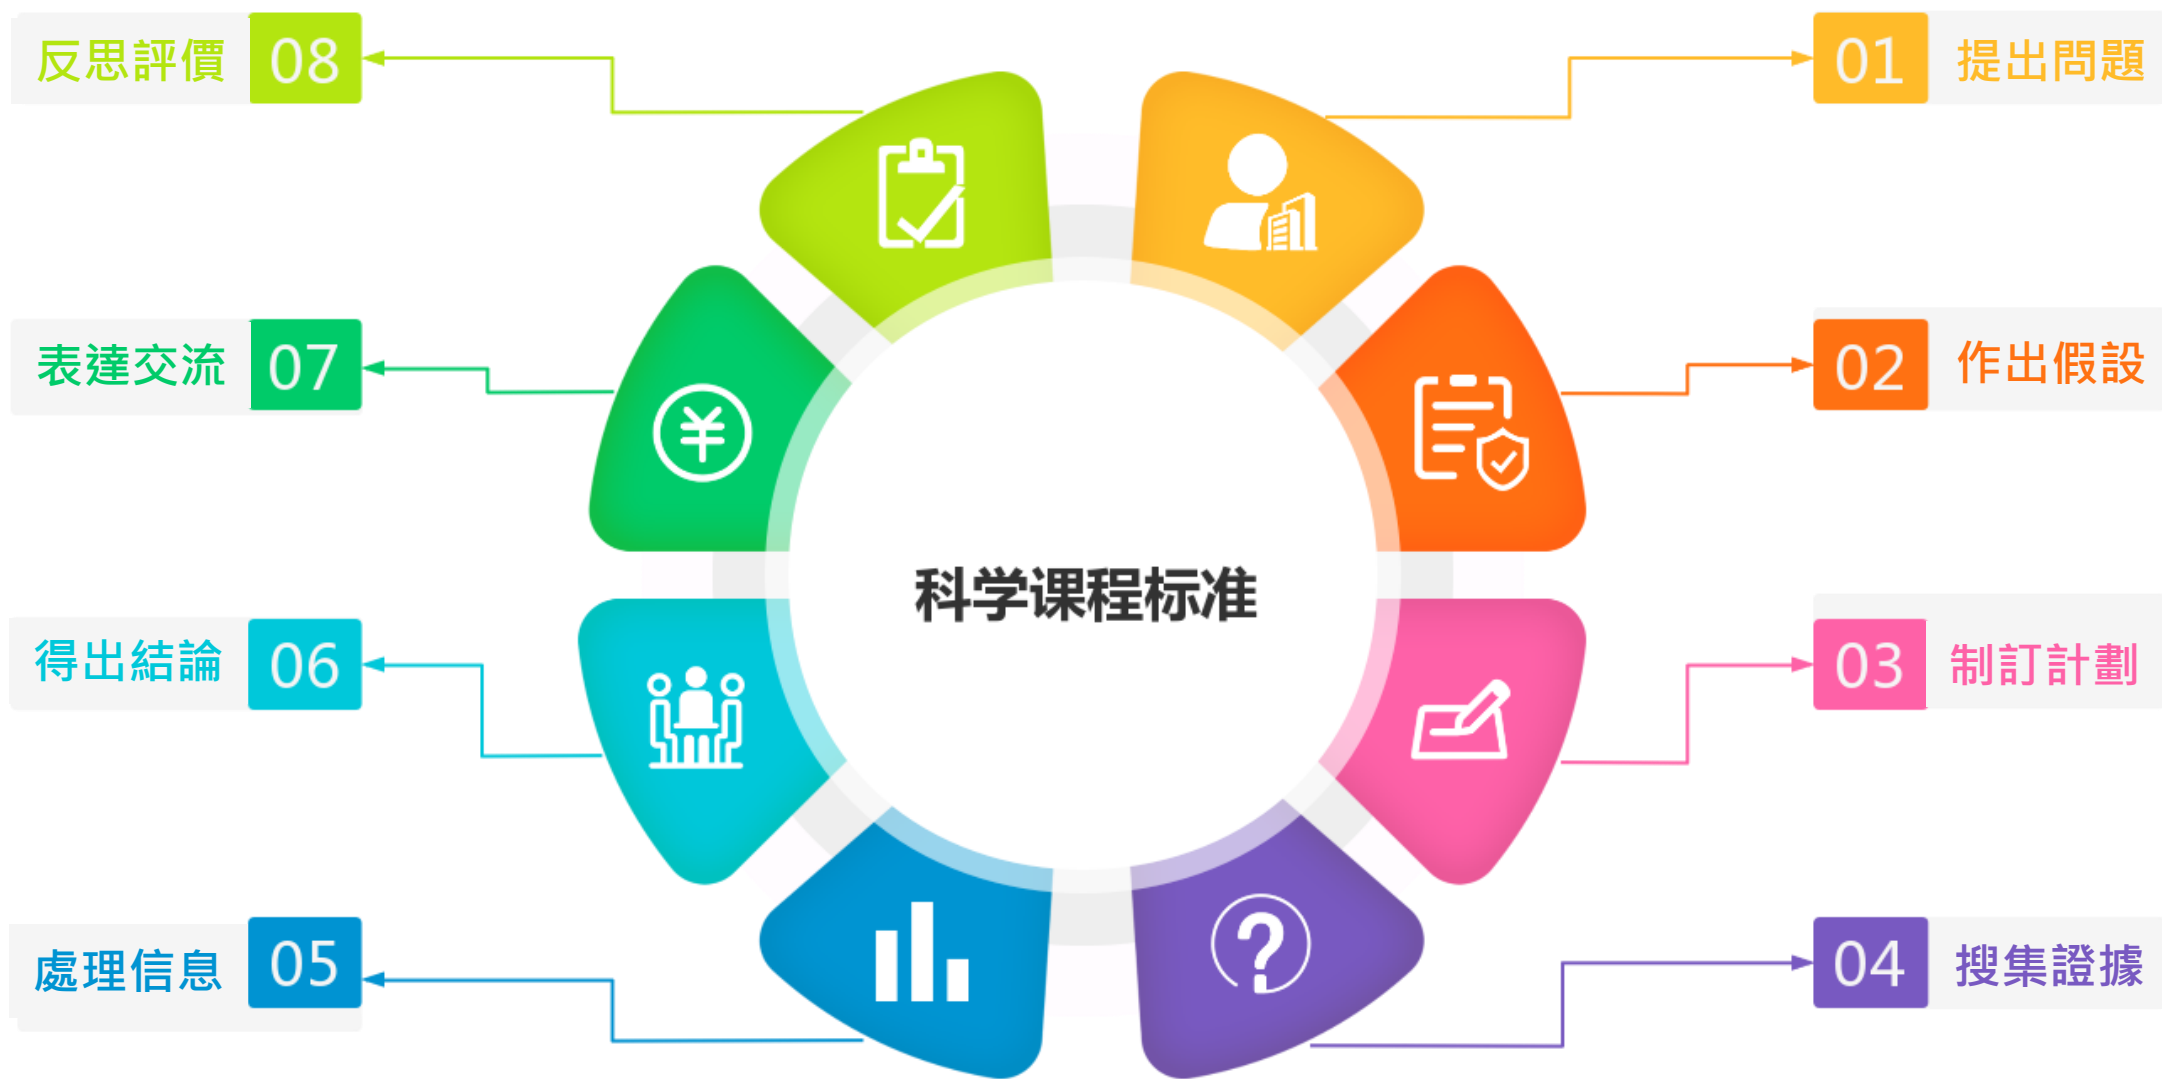 反思評價 08
01 提出問題
表達交流 07
02 作出假設
科学课程标准
得出結論 06
03 制訂計劃
處理信息 05
04 搜集證據